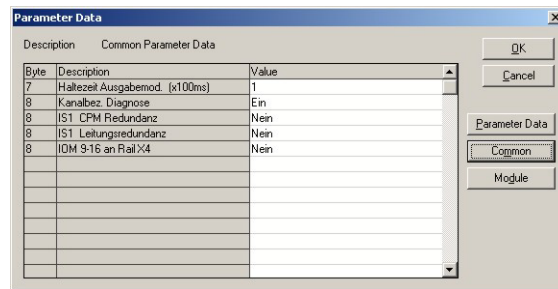 Parameter Data
Description Common Parameter Data
OK
Cancel
Byte Description Value
7 Haltezeit Ausgabemod. (x100ms) 1
8 Kanalbez. Diagnose Ein
8 IS1 CPM Redundanz Nein
8 IS1 Leitungsredundanz Nein
8 IOM 9-16 an Rail X4 Nein
Parameter Data
Common
Module